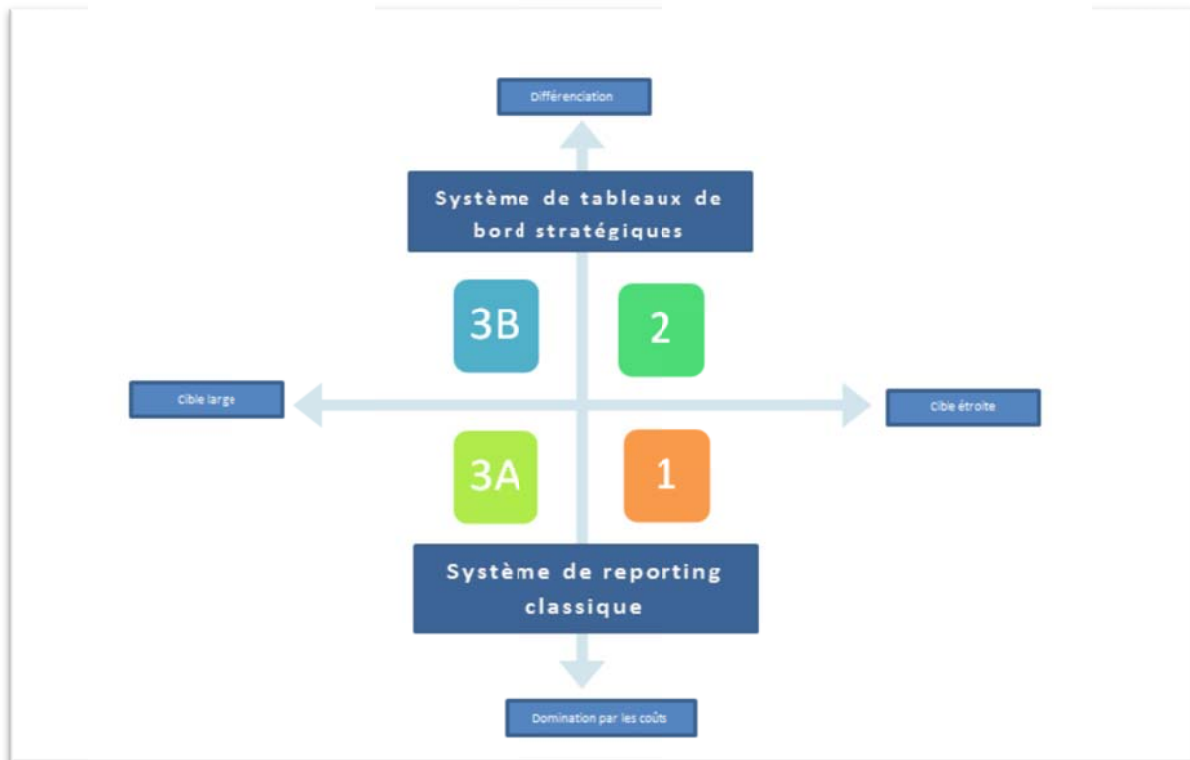 Différenciation
Système de tableaux de
bord stratégiques
3B
2
Cible large
Cible étroite
3A
1
Système de reporting
classique
Domination par les coûts